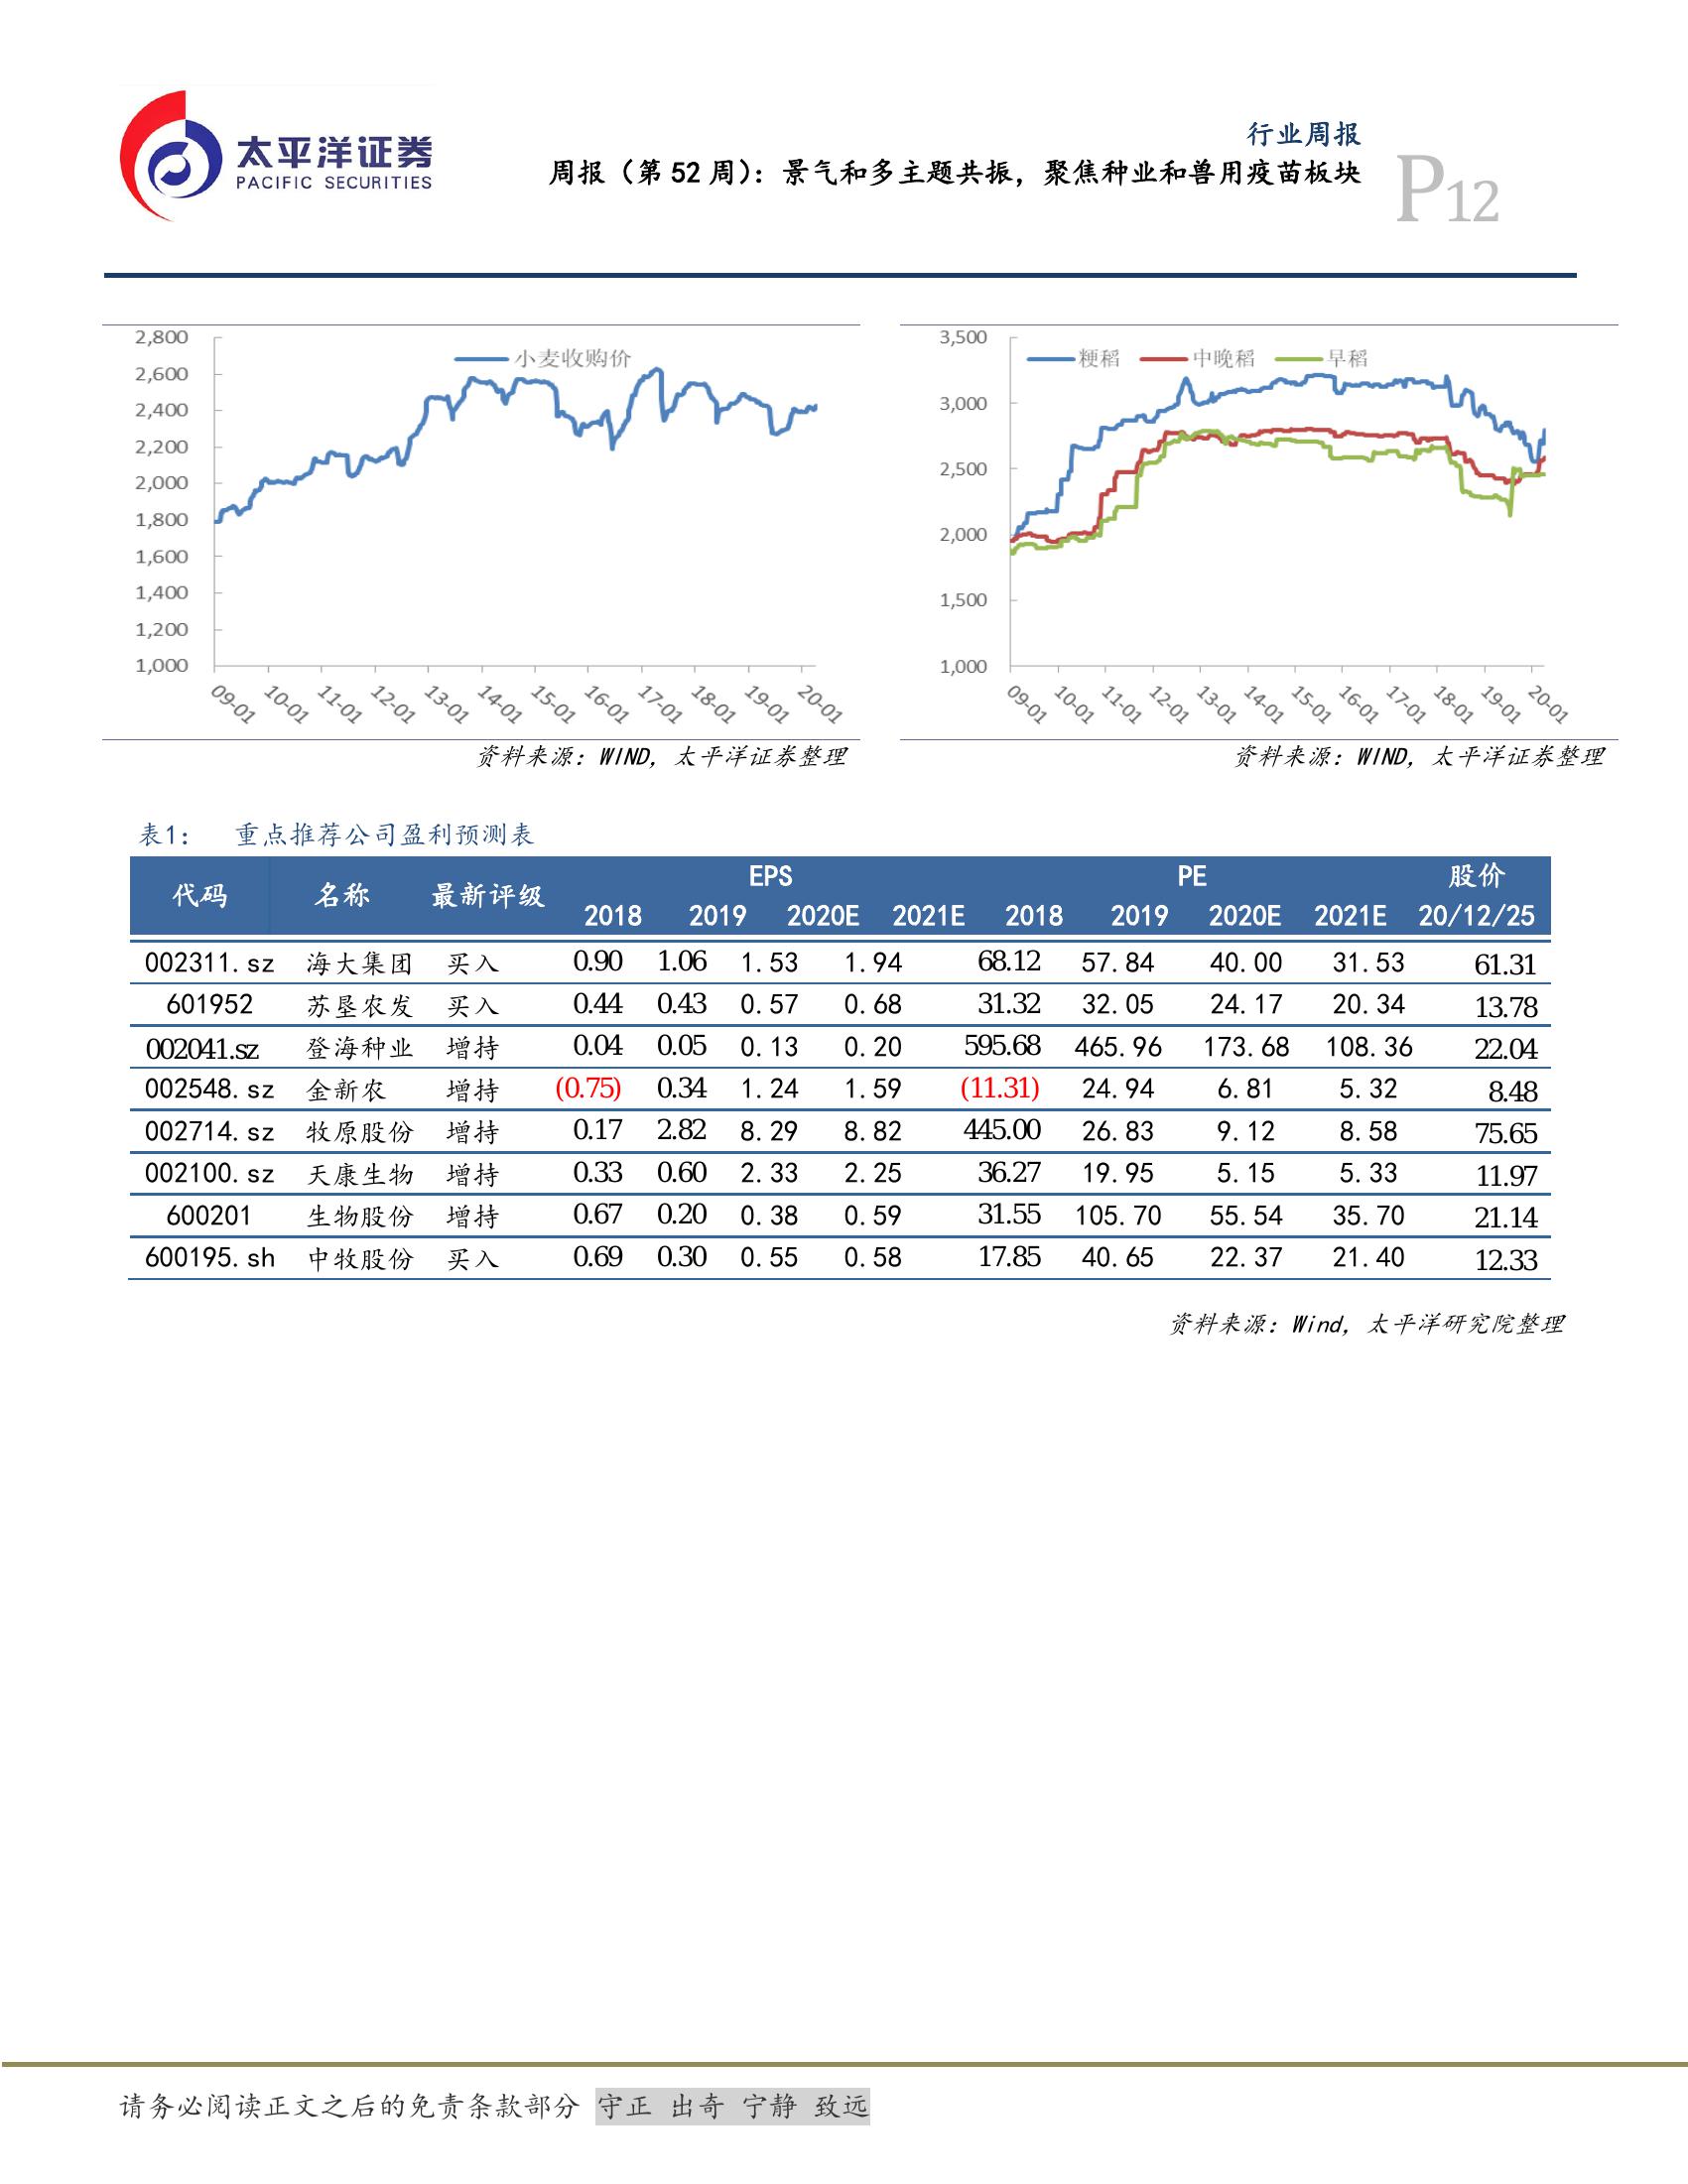 太平洋证券
PACIFIC SECURITIES
行业周报
周报（第 52 周）：景气和多主题共振，聚焦种业和兽用疫苗板块
P12
2,800
2,600
2,400
2,200
2,000
1,800
1,600
1,400
1,200
1,000
小麦收购价
09-01 10-01 11-01 12-01 13-01 14-01 15-01 16-01 17-01 18-01 19-01 20-01
资料来源：WIND，太平洋证券整理
3,500
3,000
2,500
2,000
1,500
1,000
粳稻 中晚稻 早稻
09-01 10-01 11-01 12-01 13-01 14-01 15-01 16-01 17-01 18-01 19-01 20-01
资料来源：WIND，太平洋证券整理
表1： 重点推荐公司盈利预测表
代码 名称 最新评级 EPS PE 股价
2018 2019 2020E 2021E 2018 2019 2020E 2021E 20/12/25
002311.sz 海大集团 买入 0.90 1.06 1.53 1.94 68.12 57.84 40.00 31.53 61.31
601952 苏垦农发 买入 0.44 0.43 0.57 0.68 31.32 32.05 24.17 20.34 13.78
002041.sz 登海种业 增持 0.04 0.05 0.13 0.20 595.68 465.96 173.68 108.36 22.04
002548.sz 金新农 增持 (0.75) 0.34 1.24 1.59 (11.31) 24.94 6.81 5.32 8.48
002714.sz 牧原股份 增持 0.17 2.82 8.29 8.82 445.00 26.83 9.12 8.58 75.65
002100.sz 天康生物 增持 0.33 0.60 2.33 2.25 36.27 19.95 5.15 5.33 11.97
600201 生物股份 增持 0.67 0.20 0.38 0.59 31.55 105.70 55.54 35.70 21.14
600195.sh 中牧股份 买入 0.69 0.30 0.55 0.58 17.85 40.65 22.37 21.40 12.33
资料来源：Wind，太平洋研究院整理
请务必阅读正文之后的免责条款部分 守正 出奇 宁静 致远